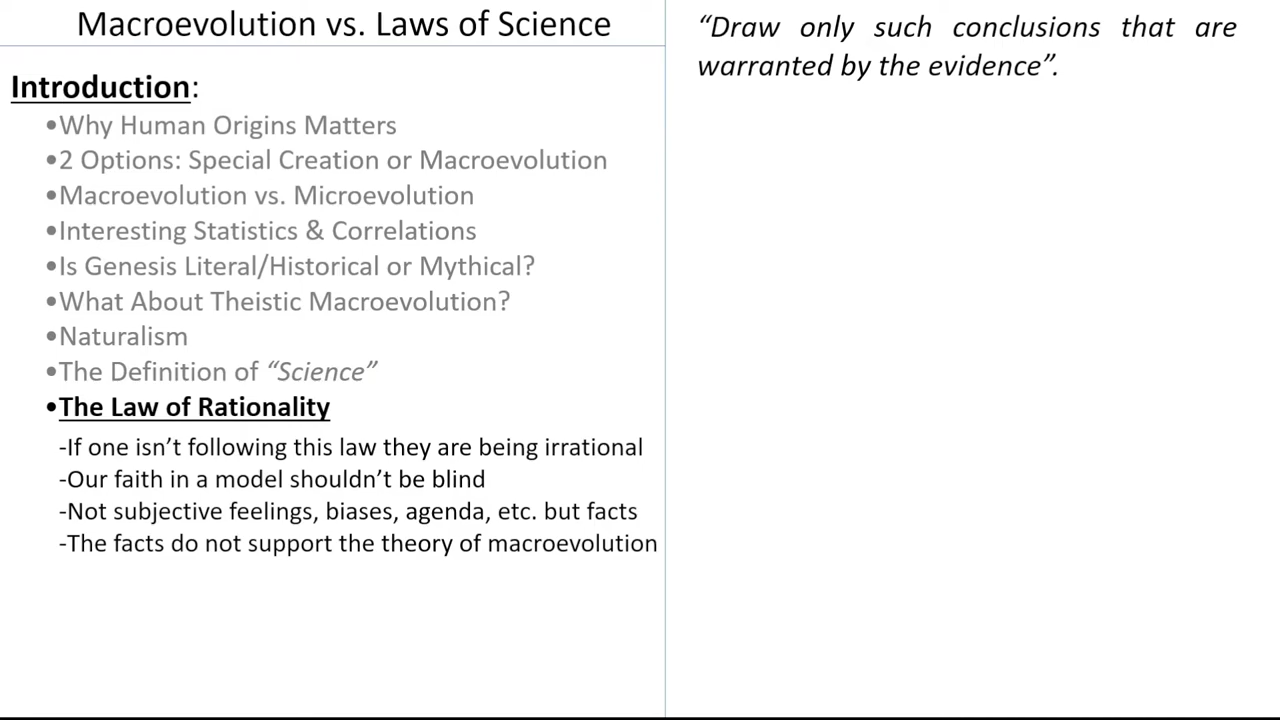 Macroevolution vs. Laws of Science
Introduction:
•Why Human Origins Matters
•2 Options: Special Creation or Macroevolution
•Macroevolution vs. Microevolution
•Interesting Statistics & Correlations
•Is Genesis Literal/Historical or Mythical?
•What About Theistic Macroevolution?
•Naturalism
•The Definition of “Science”
•The Law of Rationality
-If one isn’t following this law they are being irrational
-Our faith in a model shouldn’t be blind
-Not subjective feelings, biases, agenda, etc. but facts
-The facts do not support the theory of macroevolution
“Draw only such conclusions that are
warranted by the evidence”.